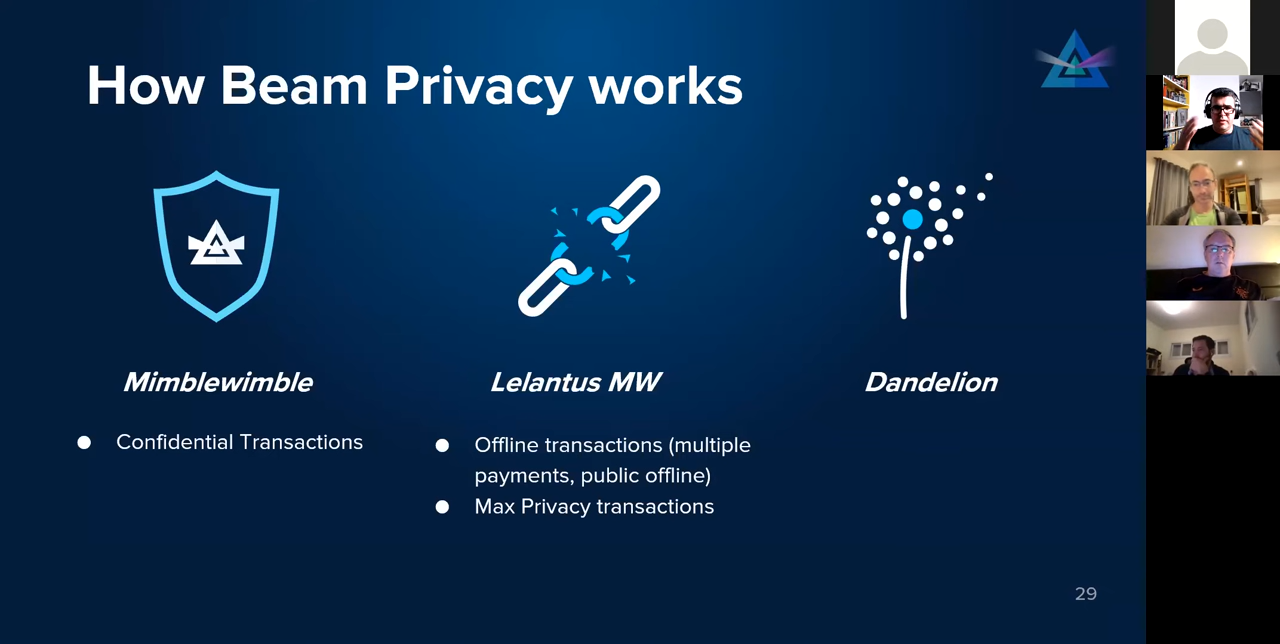 How Beam Privacy works
Mimblewimble
● Confidential Transactions
Lelantus MW
● Offline transactions (multiple
payments, public offline)
● Max Privacy transactions
Dandelion
29